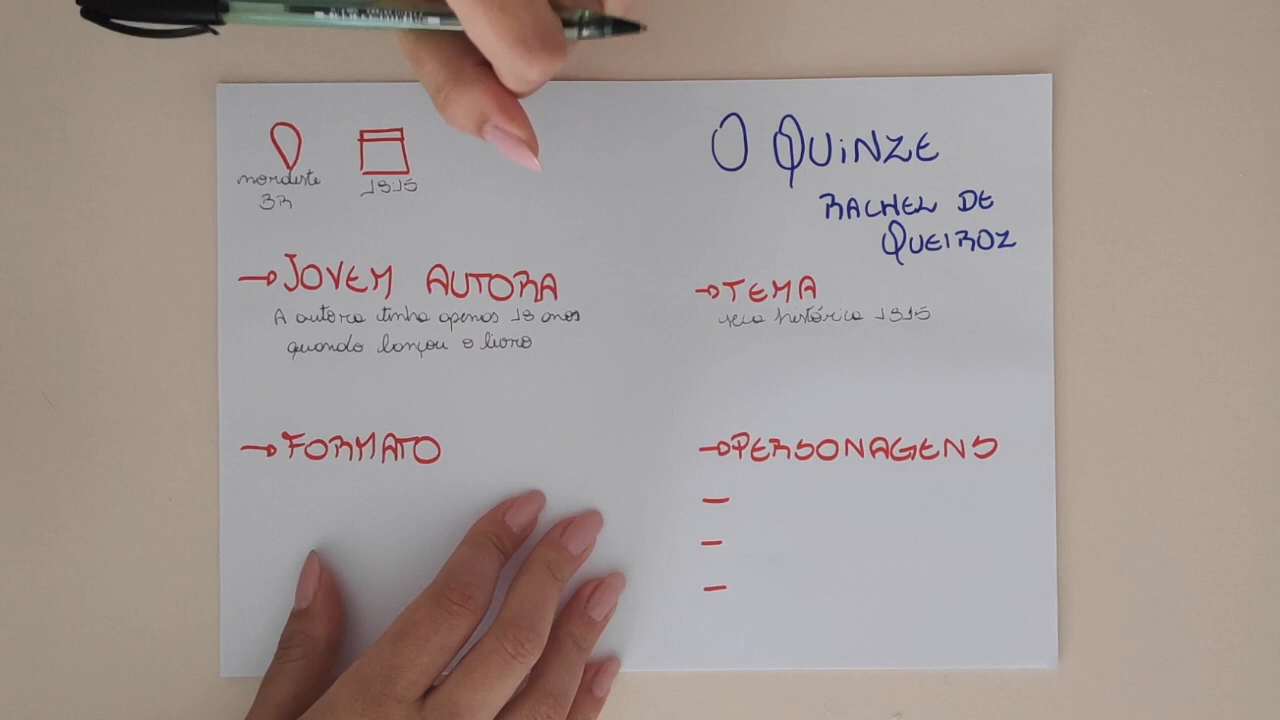 nordeste
BR
1915
O QUINZE
RACHEL DE
QUEIROZ
→ JOVEM AUTORA
A autora tinha apenas 19 anos
quando lançou o livro
→ TEMA
seca histórica 1915
→ FORMATO
→ PERSONAGENS
–
–
–